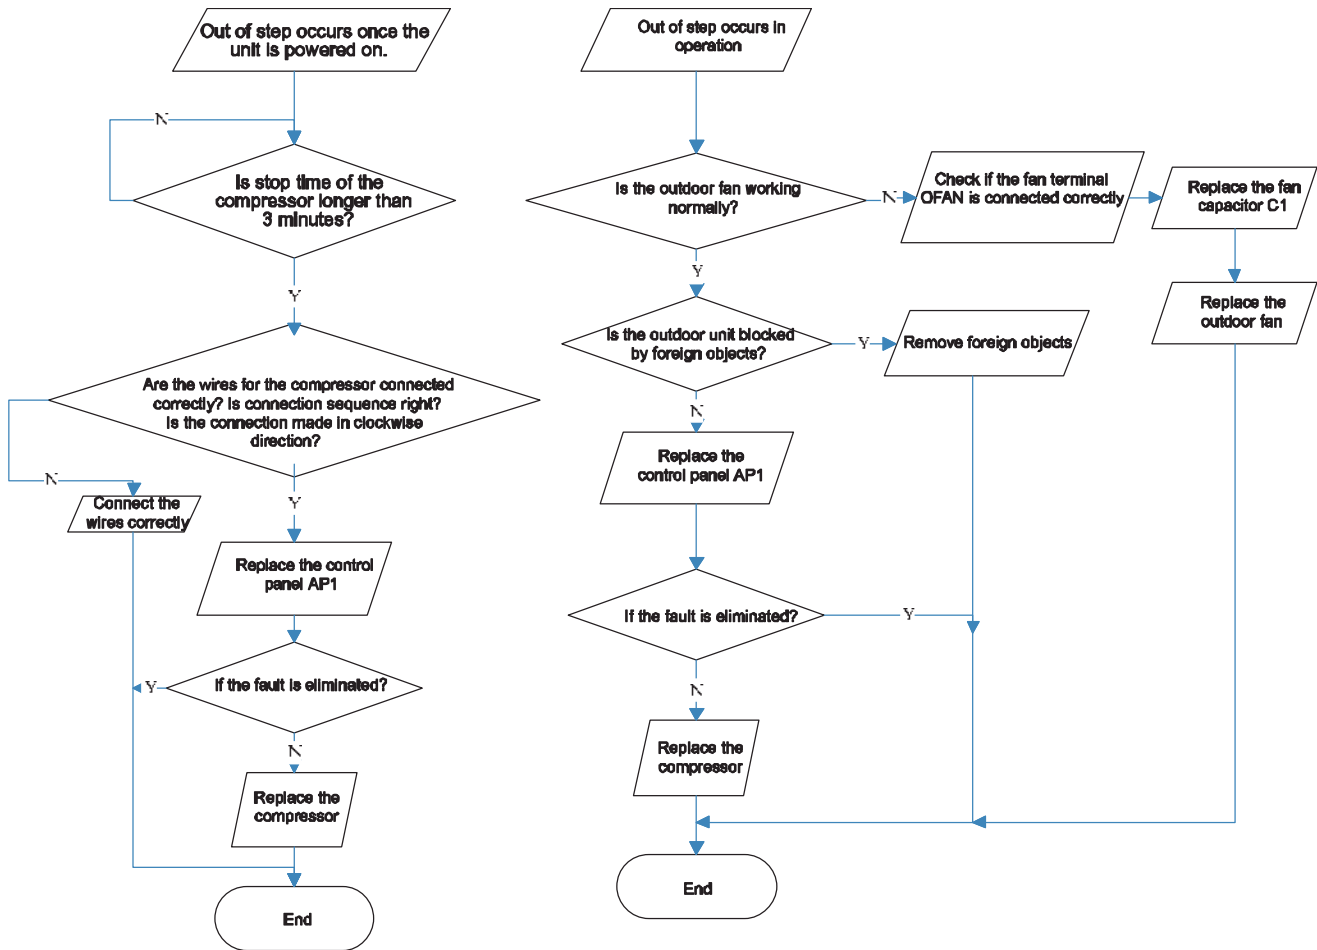 Out of step occurs once the
unit is powered on.
N
Is stop time of the
compressor longer than
3 minutes?
Y
Are the wires for the compressor connected
correctly? Is connection sequence right?
Is the connection made in clockwise
direction?
N
Connect the
wires correctly
Y
Replace the control
panel AP1
If the fault is eliminated?
Y
N
Replace the
compressor
End
Out of step occurs in
operation
Is the outdoor fan working
normally?
N
Check if the fan terminal
OFAN is connected correctly
Replace the fan
capacitor C1
Replace the
outdoor fan
Y
Is the outdoor unit blocked
by foreign objects?
Y
Remove foreign objects
N
Replace the
control panel AP1
If the fault is eliminated?
Y
N
Replace the
compressor
End